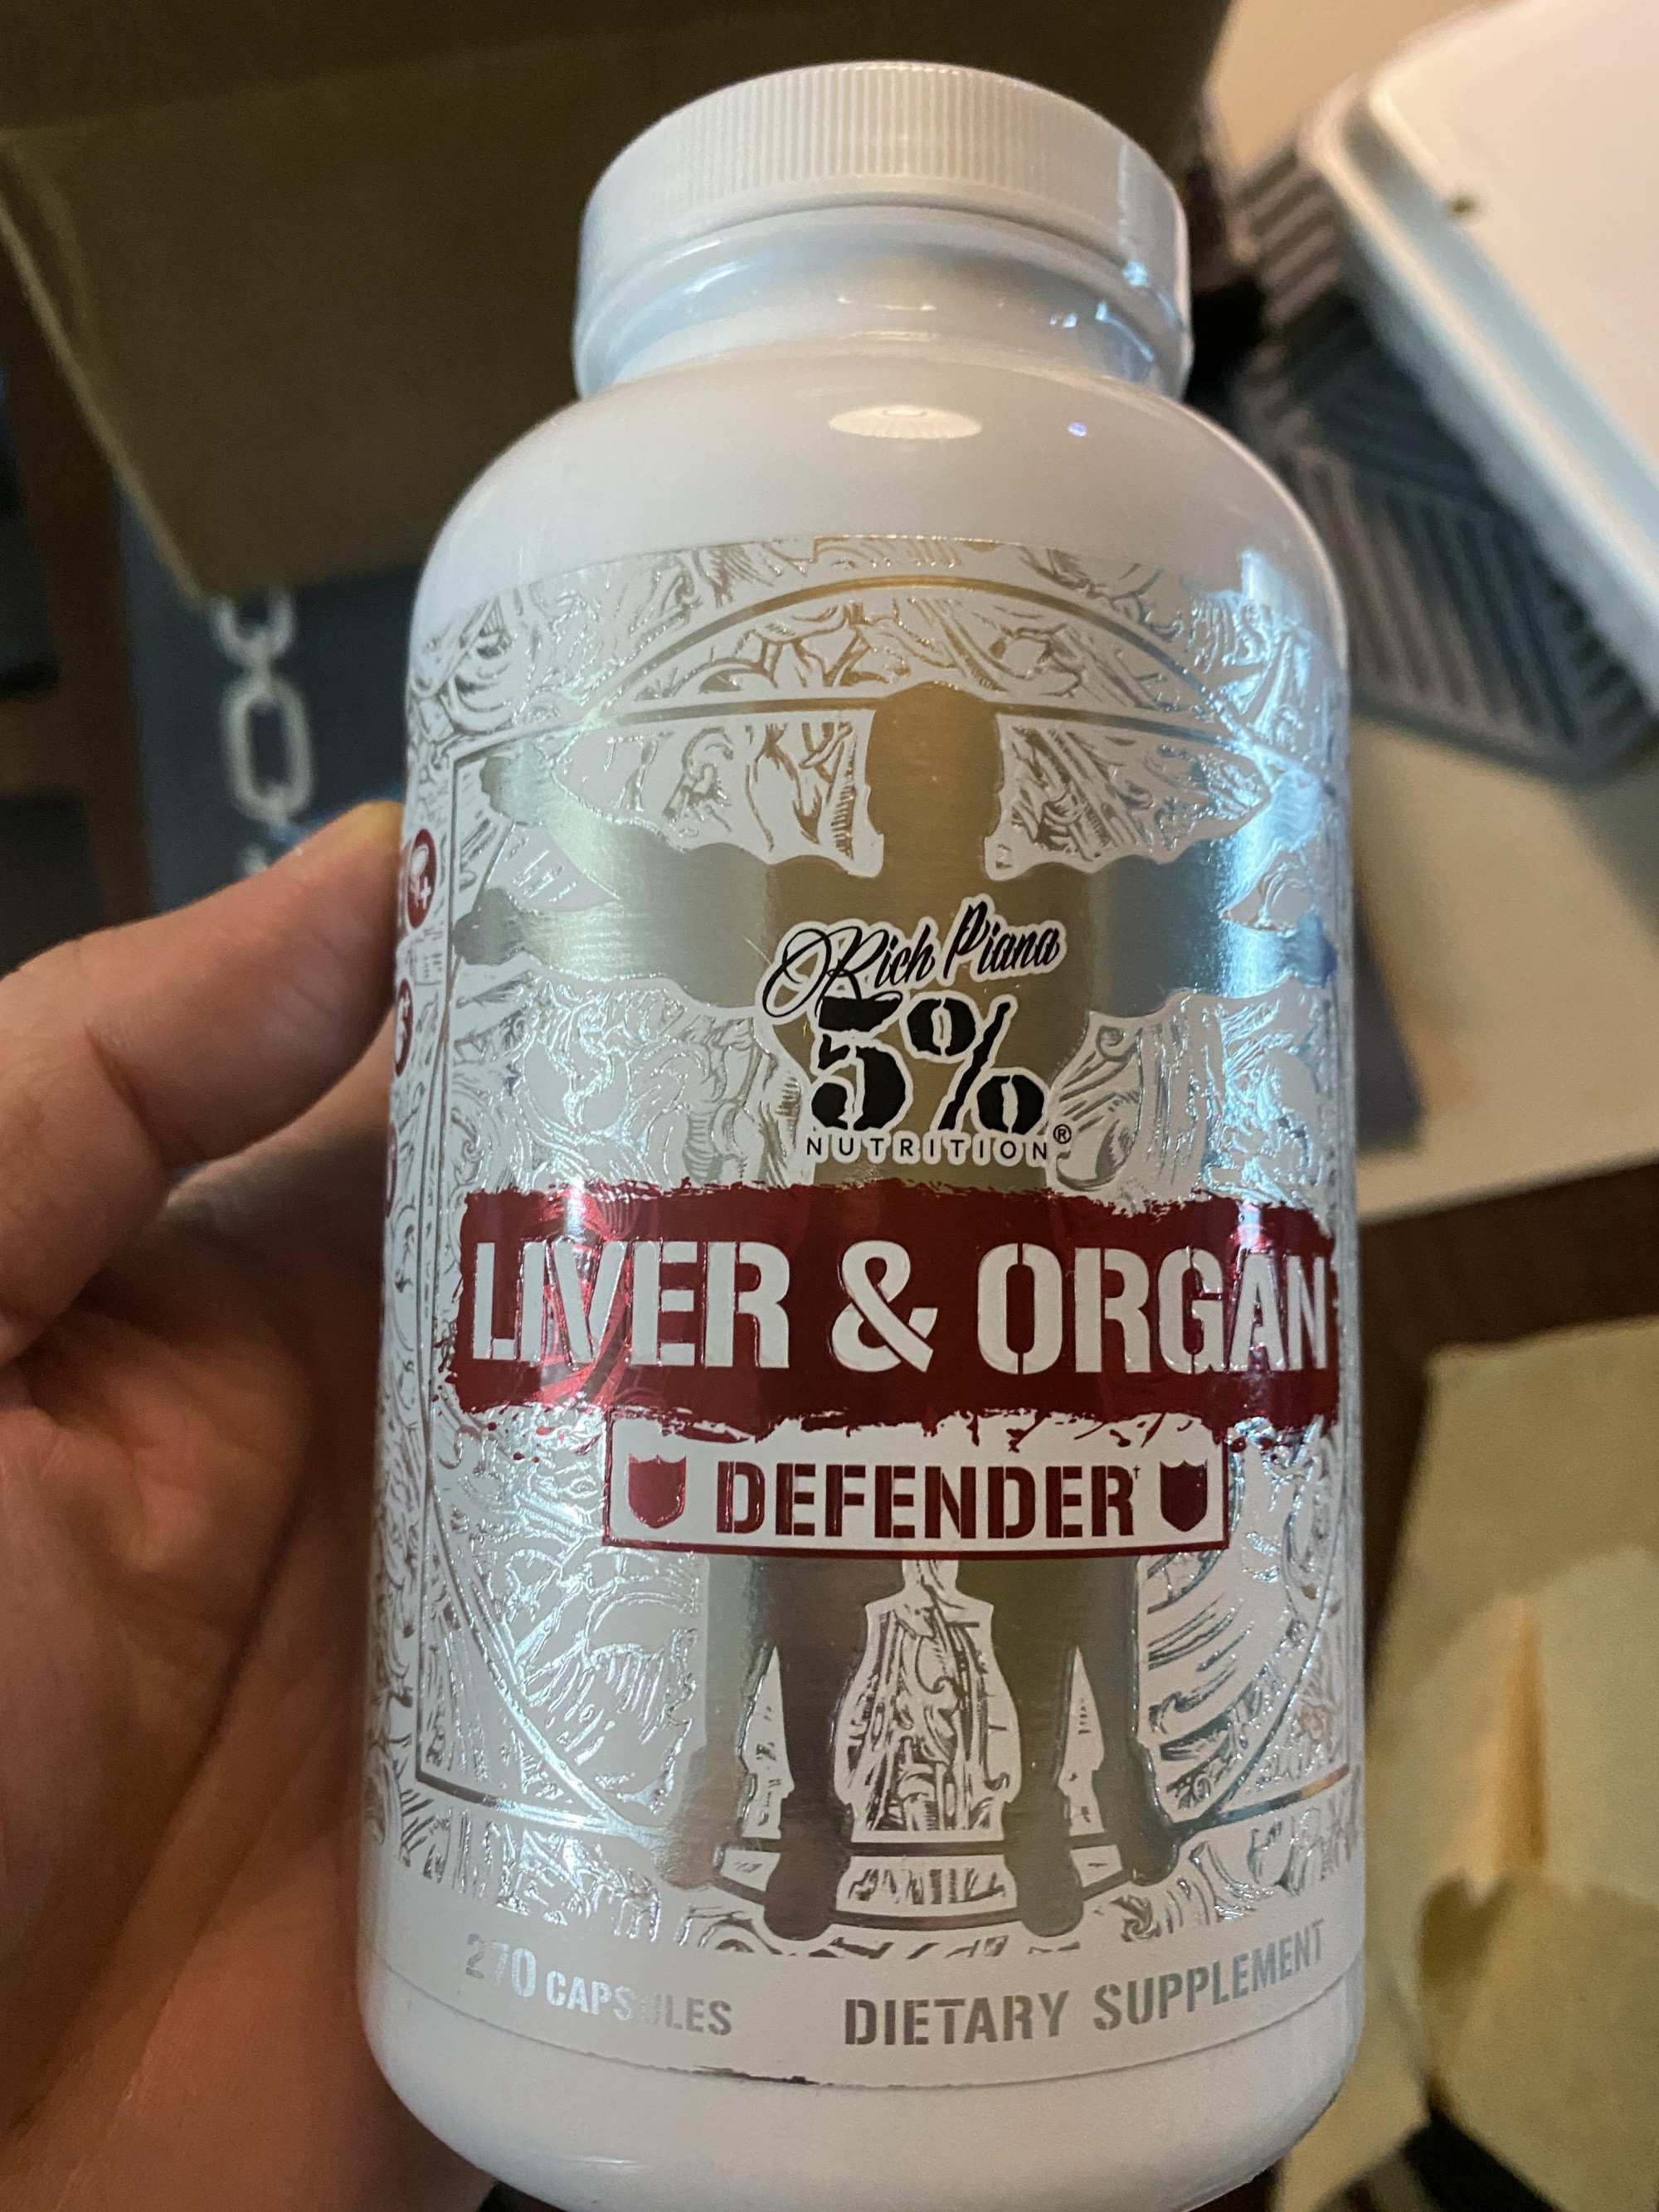 Rich Piana
5%
NUTRITION®
LIVER & ORGAN
DEFENDER†
270 CAPSULES
DIETARY SUPPLEMENT